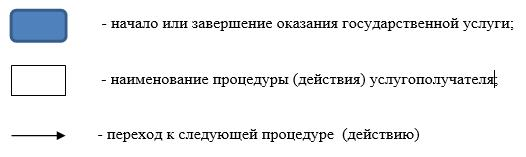 - начало или завершение оказания государственной услуги;
- наименование процедуры (действия) услугополучателя;
- переход к следующей процедуре (действию)